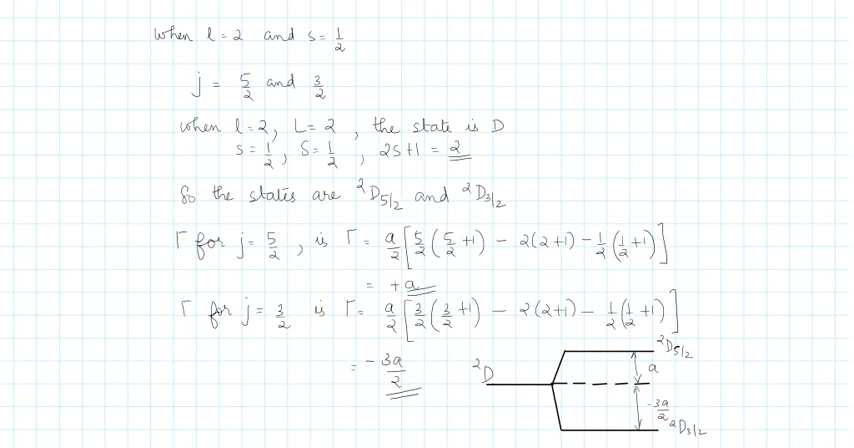 when l = 2 and s = 1/2
j = 5/2 and 3/2
when l = 2, L = 2, the state is D
s = 1/2, S = 1/2, 2s+1 = 2
So the states are ²D5/2 and ²D3/2
Γ for j = 5/2, is Γ = a/2 [5/2 (5/2 +1) - 2(2+1) - 1/2 (1/2 +1)]
= +a
Γ for j = 3/2 is Γ = a/2 [3/2 (3/2 +1) - 2(2+1) - 1/2 (1/2 +1)]
= -3a/2
²D
²D5/2
a
-3a/2
²D3/2